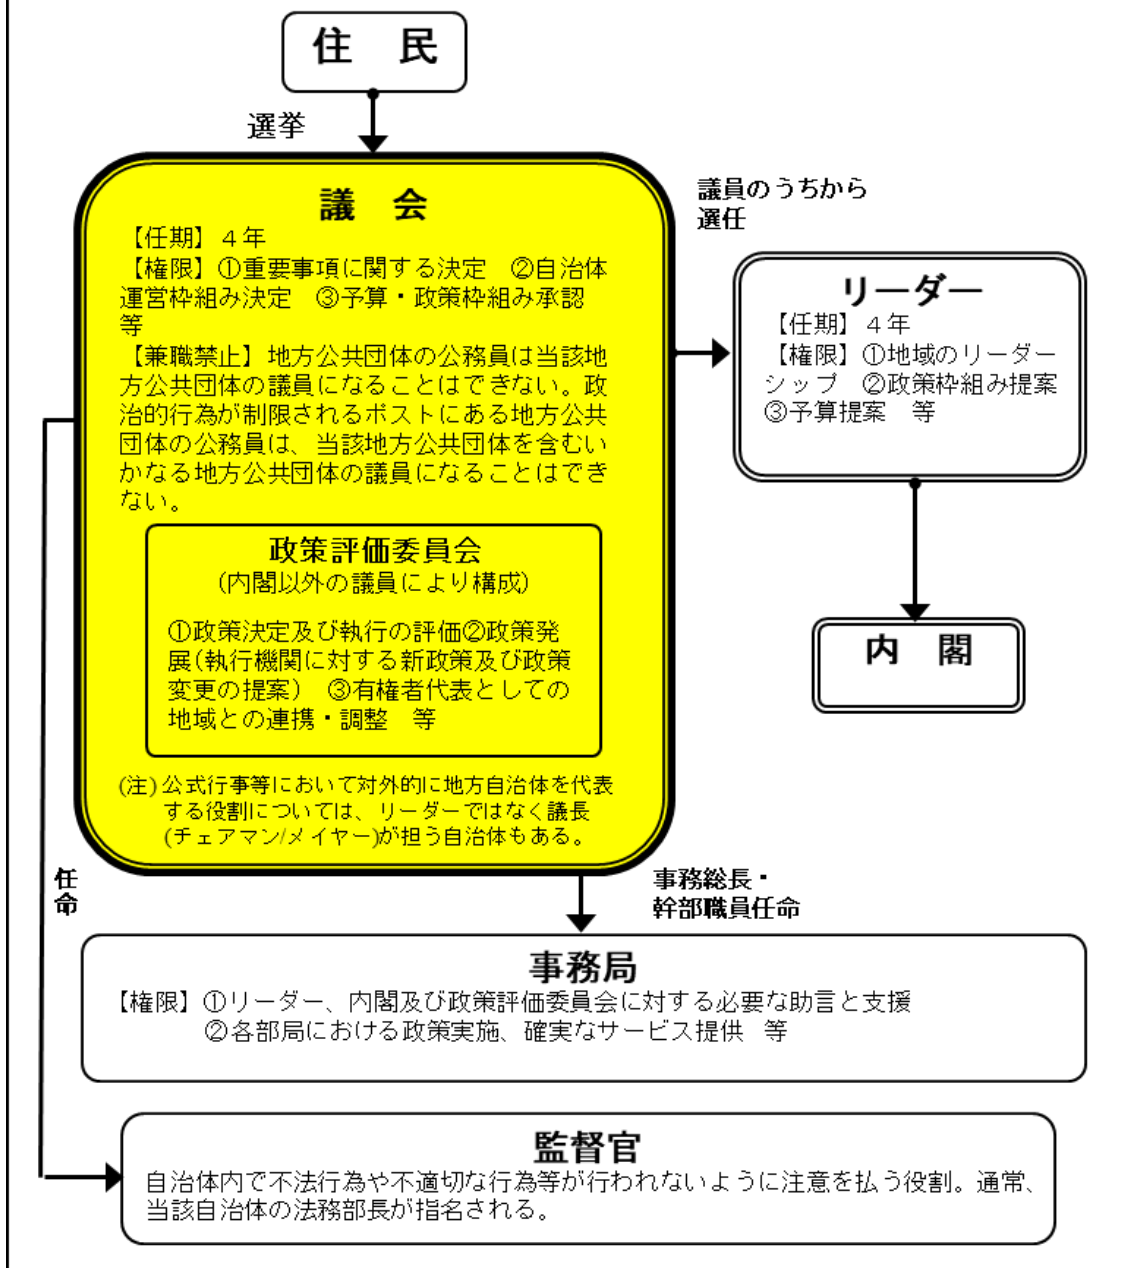 住　民
選挙
議　会
【任期】４年
【権限】①重要事項に関する決定　②自治体
運営枠組み決定　③予算・政策枠組み承認
等
【兼職禁止】地方公共団体の公務員は当該地
方公共団体の議員になることはできない。政
治的行為が制限されるポストにある地方公共
団体の公務員は、当該地方公共団体を含むい
かなる地方公共団体の議員になることはでき
ない。
政策評価委員会
(内閣以外の議員により構成)
①政策決定及び執行の評価②政策発
展(執行機関に対する新政策及び政策
変更の提案)　③有権者代表としての
地域との連携・調整　等
(注)公式行事等において対外的に地方自治体を代表
する役割については、リーダーではなく議長
(チェアマン/メイヤー)が担う自治体もある。
議員のうちから
選任
リーダー
【任期】４年
【権限】①地域のリーダー
シップ　②政策枠組み提案
③予算提案　等
内　閣
任命
事務総長・
幹部職員任命
事務局
【権限】①リーダー、内閣及び政策評価委員会に対する必要な助言と支援
②各部局における政策実施、確実なサービス提供　等
監督官
自治体内で不法行為や不適切な行為等が行われないように注意を払う役割。通常、
当該自治体の法務部長が指名される。